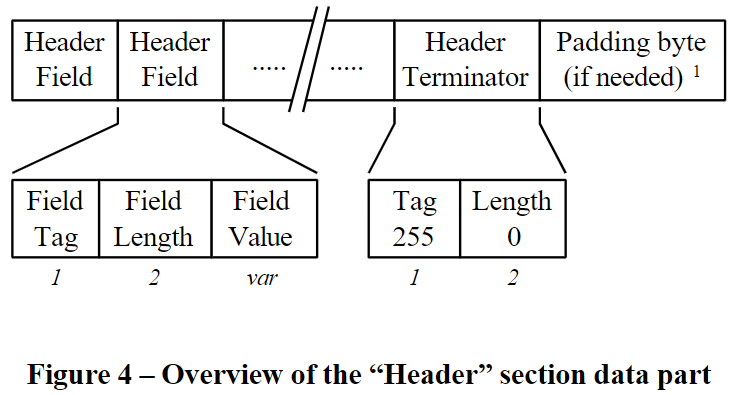 Header Field
Header Field
..... .....
Header Terminator
Padding byte (if needed) 1
Field Tag
Field Length
Field Value
Tag 255
Length 0
1 2 var
1 2
Figure 4 – Overview of the “Header” section data part